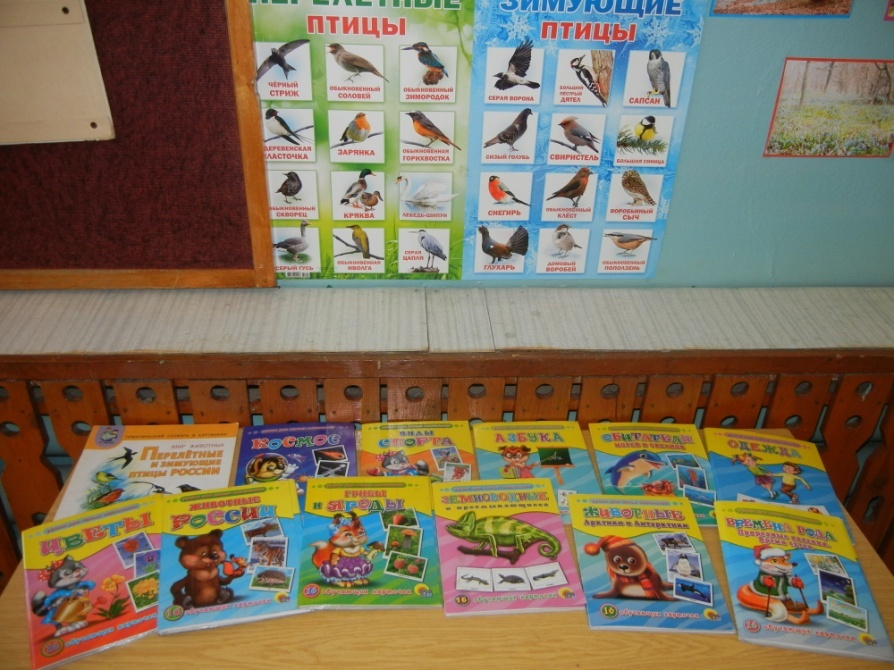 ПЕРЕЛЁТНЫЕ
ПТИЦЫ
ЧЁРНЫЙ
СТРИЖ
ОБЫКНОВЕННЫЙ
СОЛОВЕЙ
ОБЫКНОВЕННЫЙ
ЗИМОРОДОК
ДЕРЕВЕНСКАЯ
ЛАСТОЧКА
ЗАРЯНКА
ОБЫКНОВЕННАЯ
ГОРИХВОСТКА
ОБЫКНОВЕННЫЙ
СКВОРЕЦ
КРЯКВА
ЛЕБЕДЬ-ШИПУН
СЕРЫЙ ГУСЬ
ОБЫКНОВЕННАЯ
ИВОЛГА
СЕРАЯ
ЦАПЛЯ
ЗИМУЮЩИЕ
ПТИЦЫ
СЕРАЯ ВОРОНА
БОЛЬШОЙ
ПЁСТРЫЙ
ДЯТЕЛ
САПСАН
СИЗЫЙ ГОЛУБЬ
СВИРИСТЕЛЬ
БОЛЬШАЯ СИНИЦА
СНЕГИРЬ
ОБЫКНОВЕННЫЙ
КЛЁСТ
ВОРОБЬИНЫЙ
СЫЧ
ГЛУХАРЬ
ДОМОВЫЙ
ВОРОБЕЙ
ОБЫКНОВЕННЫЙ
ПОПОЛЗЕНЬ
МИР ЖИВОТНЫХ
ПЕРЕЛЁТНЫЕ
И ЗИМУЮЩИЕ
ПТИЦЫ РОССИИ
КОСМОС
ВИДЫ
СПОРТА
АЗБУКА
ОБИТАТЕЛИ
морей и океанов
ОДЕЖДА
ЦВЕТЫ
обучающих карточек
ЖИВОТНЫЕ
РОССИИ
16 обучающих карточек
ГРИБЫ
И ЯГОДЫ
16 обучающих карточек
ЗЕМНОВОДНЫЕ
и пресмыкающиеся
16 обучающих карточек
ЖИВОТНЫЕ
Арктики и Антарктики
16 обучающих карточек
ВРЕМЕНА ГОДА
Природные явления.
Время суток
16 обучающих карточек